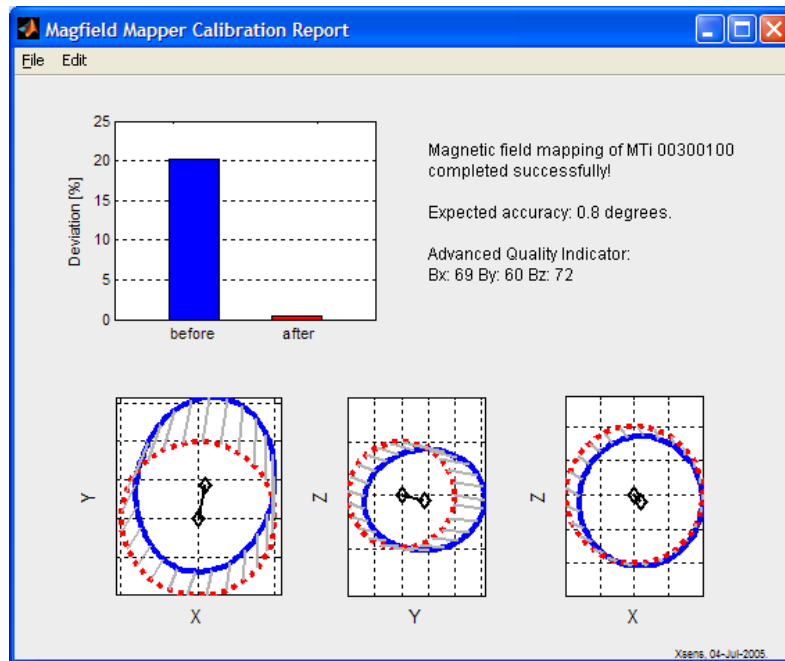 Magfield Mapper Calibration Report
File Edit
25
20
15
10
5
0
Deviation [%]
before after
Magnetic field mapping of MTi 00300100
completed successfully!
Expected accuracy: 0.8 degrees.
Advanced Quality Indicator:
Bx: 69 By: 60 Bz: 72
Y
X
Z
Y
Z
X
Xsens, 04-Jul-2005.